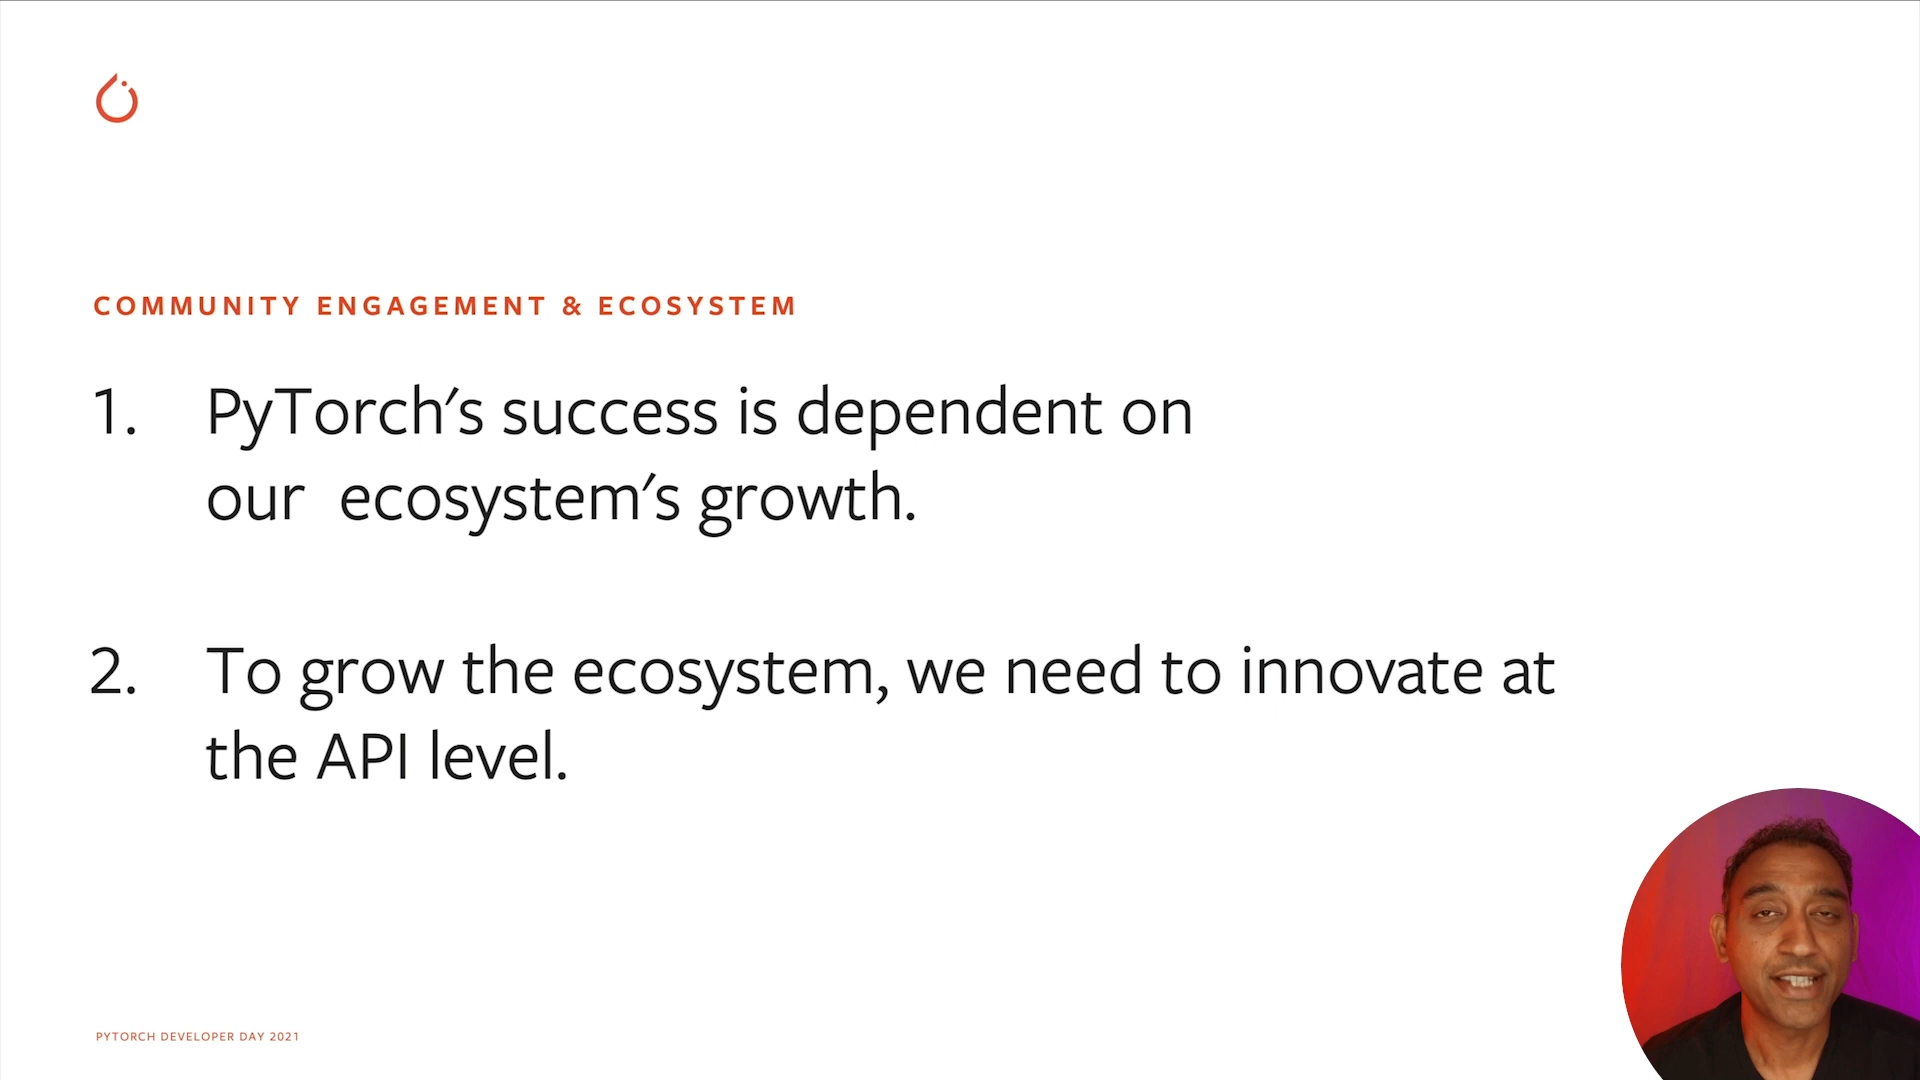 COMMUNITY ENGAGEMENT & ECOSYSTEM
1. PyTorch's success is dependent on
our ecosystem's growth.
2. To grow the ecosystem, we need to innovate at
the API level.
PYTORCH DEVELOPER DAY 2021